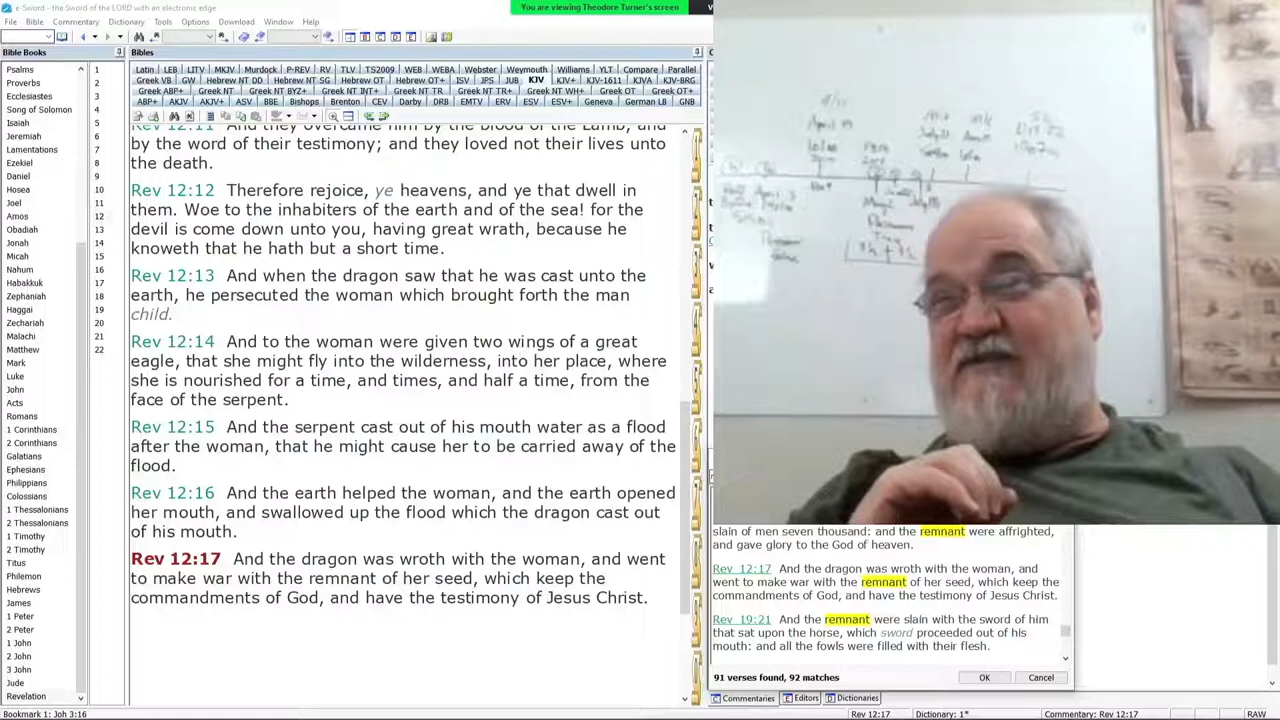 e-Sword - the Sword of the LORD with an electronic edge
You are viewing Theodore Turner's screen
File Bible Commentary Dictionary Tools Options Download Window Help
Bible Books
Bibles
Psalms 1
Proverbs 2
Ecclesiastes 3
Song of Solomon 4
Isaiah 5
Jeremiah 6
Lamentations 7
Ezekiel 8
Daniel 9
Hosea 10
Joel 11
Amos 12
Obadiah 13
Jonah 14
Micah 15
Nahum 16
Habakkuk 17
Zephaniah 18
Haggai 19
Zechariah 20
Malachi 21
Matthew 22
Mark
Luke
John
Acts
Romans
1 Corinthians
2 Corinthians
Galatians
Ephesians
Philippians
Colossians
1 Thessalonians
2 Thessalonians
1 Timothy
2 Timothy
Titus
Philemon
Hebrews
James
1 Peter
2 Peter
1 John
2 John
3 John
Jude
Revelation
Latin LEB LITV MKJV Murdock P-REV RV TLV TS2009 WEB WEBA Webster Weymouth Williams YLT Compare Parallel
Greek VB GW Hebrew NT DD Hebrew NT SG Hebrew OT Hebrew OT+ ISV JPS JUB KJV KJV+ KJV-1611 KJVA KJV-BRG
Greek ABP+ Greek NT Greek NT BYZ+ Greek NT INT+ Greek NT TR Greek NT TR+ Greek NT WH+ Greek OT Greek OT+
ABP+ AKJV AKJV+ ASV BBE Bishops Brenton CEV Darby DRB EMTV ERV ESV ESV+ Geneva German LB GNB
Rev 12:11 And they overcame him by the blood of the Lamb, and
by the word of their testimony; and they loved not their lives unto
the death.
Rev 12:12 Therefore rejoice, ye heavens, and ye that dwell in
them. Woe to the inhabiters of the earth and of the sea! for the
devil is come down unto you, having great wrath, because he
knoweth that he hath but a short time.
Rev 12:13 And when the dragon saw that he was cast unto the
earth, he persecuted the woman which brought forth the man
child.
Rev 12:14 And to the woman were given two wings of a great
eagle, that she might fly into the wilderness, into her place, where
she is nourished for a time, and times, and half a time, from the
face of the serpent.
Rev 12:15 And the serpent cast out of his mouth water as a flood
after the woman, that he might cause her to be carried away of the
flood.
Rev 12:16 And the earth helped the woman, and the earth opened
her mouth, and swallowed up the flood which the dragon cast out
of his mouth.
Rev 12:17 And the dragon was wroth with the woman, and went
to make war with the remnant of her seed, which keep the
commandments of God, and have the testimony of Jesus Christ.
slain of men seven thousand: and the remnant were affrighted,
and gave glory to the God of heaven.
Rev 12:17 And the dragon was wroth with the woman, and
went to make war with the remnant of her seed, which keep the
commandments of God, and have the testimony of Jesus Christ.
Rev 19:21 And the remnant were slain with the sword of him
that sat upon the horse, which sword proceeded out of his
mouth: and all the fowls were filled with their flesh.
91 verses found, 92 matches OK Cancel
Commentaries Editors Dictionaries
Bookmark 1: Joh 3:16 Rev 12:17 Dictionary: 1* Commentary: Rev 12:17 RAW